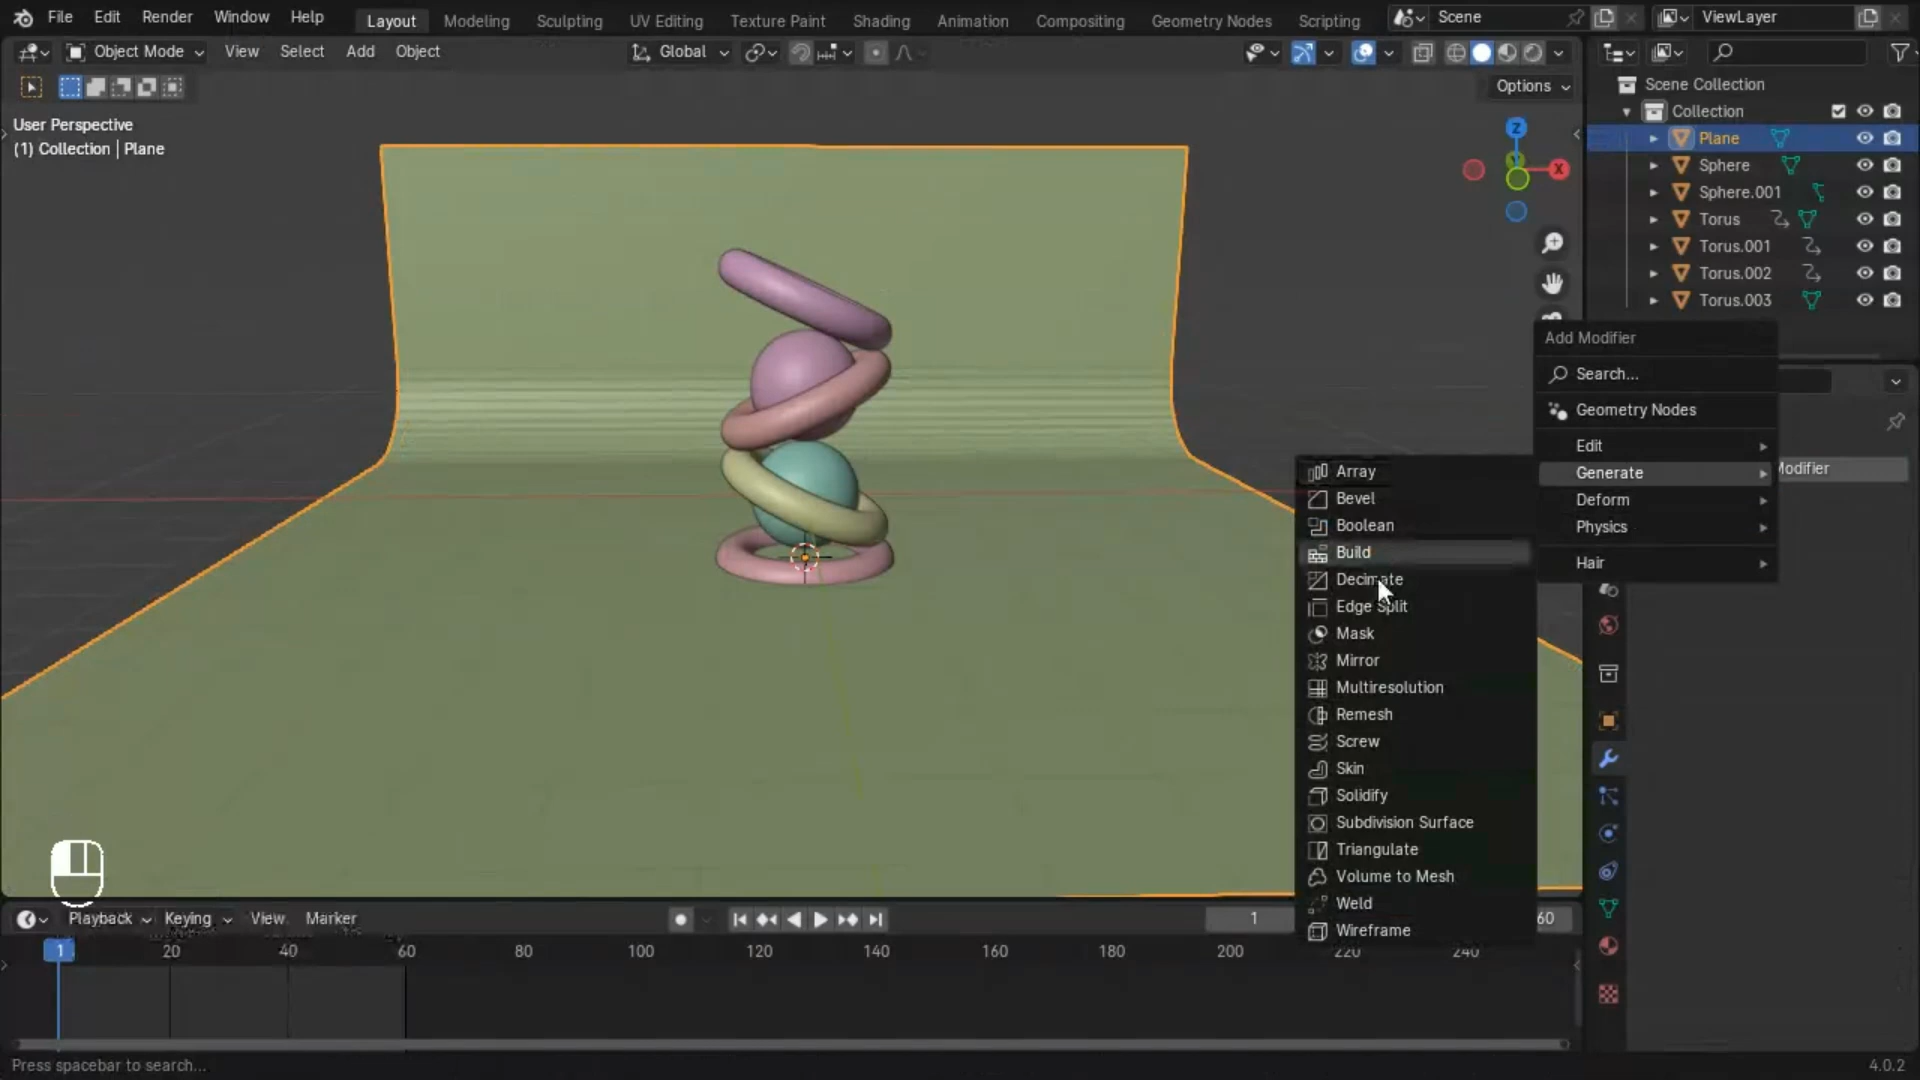 File Edit Render Window Help Layout Modeling Sculpting UV Editing Texture Paint Shading Animation Compositing Geometry Nodes Scripting Scene ViewLayer
Object Mode View Select Add Object Global
Options
User Perspective
(1) Collection | Plane
Z
X
Scene Collection
Collection
Plane
Sphere
Sphere.001
Torus
Torus.001
Torus.002
Torus.003
Add Modifier
Search...
Geometry Nodes
Edit
Generate
Deform
Physics
Hair
Modifier
Array
Bevel
Boolean
Build
Decimate
Edge Split
Mask
Mirror
Multiresolution
Remesh
Screw
Skin
Solidify
Subdivision Surface
Triangulate
Volume to Mesh
Weld
Wireframe
Playback Keying View Marker 1 60
1 20 40 60 80 100 120 140 160 180 200 220 240
Press spacebar to search... 4.0.2